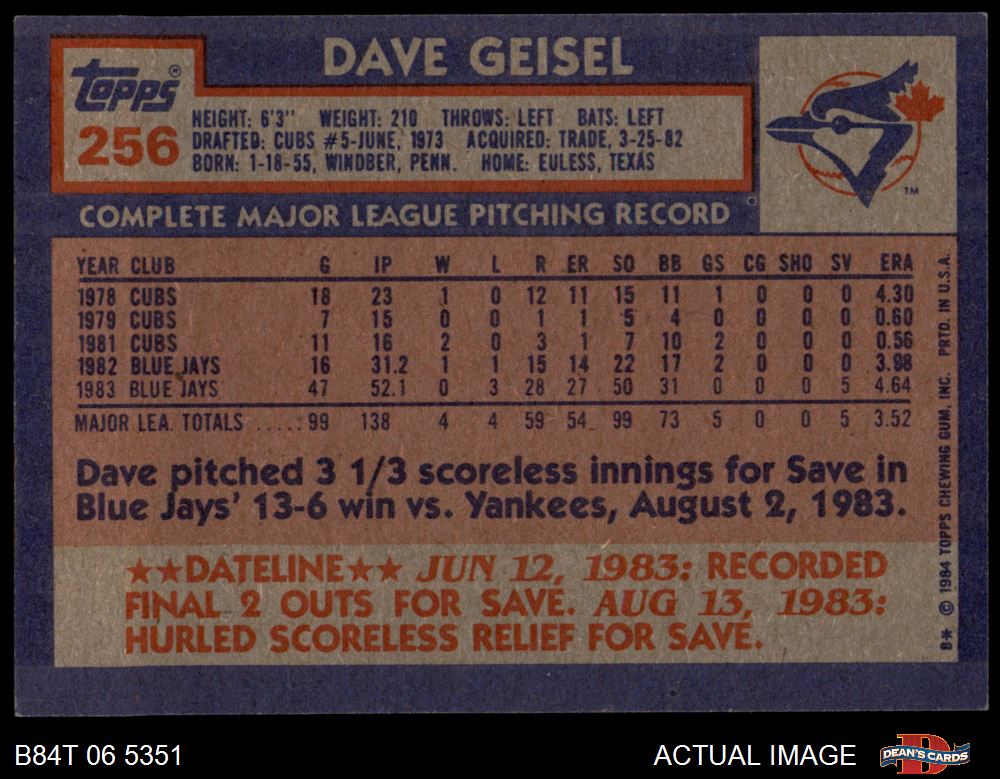 DAVE GEISEL
Topps®
256
HEIGHT: 6'3" WEIGHT: 210 THROWS: LEFT BATS: LEFT
DRAFTED: CUBS #5-JUNE, 1973 ACQUIRED: TRADE, 3-25-82
BORN: 1-18-55, WINDBER, PENN. HOME: EULESS, TEXAS
TM
COMPLETE MAJOR LEAGUE PITCHING RECORD
YEAR CLUB G IP W L R ER SO BB GS CG SHO SV ERA
1978 CUBS 18 23 1 0 12 11 15 11 1 0 0 0 4.30
1979 CUBS 7 15 0 0 1 1 5 4 0 0 0 0 0.60
1981 CUBS 11 16 2 0 3 1 7 10 2 0 0 0 0.56
1982 BLUE JAYS 16 31.2 1 1 15 14 22 17 2 0 0 0 3.98
1983 BLUE JAYS 47 52.1 0 3 28 27 50 31 0 0 0 5 4.64
MAJOR LEA. TOTALS .....: 99 138 4 4 59 54 99 73 5 0 0 5 3.52
Dave pitched 3 1/3 scoreless innings for Save in
Blue Jays' 13-6 win vs. Yankees, August 2, 1983.
★★DATELINE★★ JUN 12, 1983: RECORDED
FINAL 2 OUTS FOR SAVE. AUG 13, 1983:
HURLED SCORELESS RELIEF FOR SAVE.
B* © 1984 TOPPS CHEWING GUM, INC. PRTD. IN U.S.A.
B84T 06 5351
ACTUAL IMAGE
DEAN'S CARDS